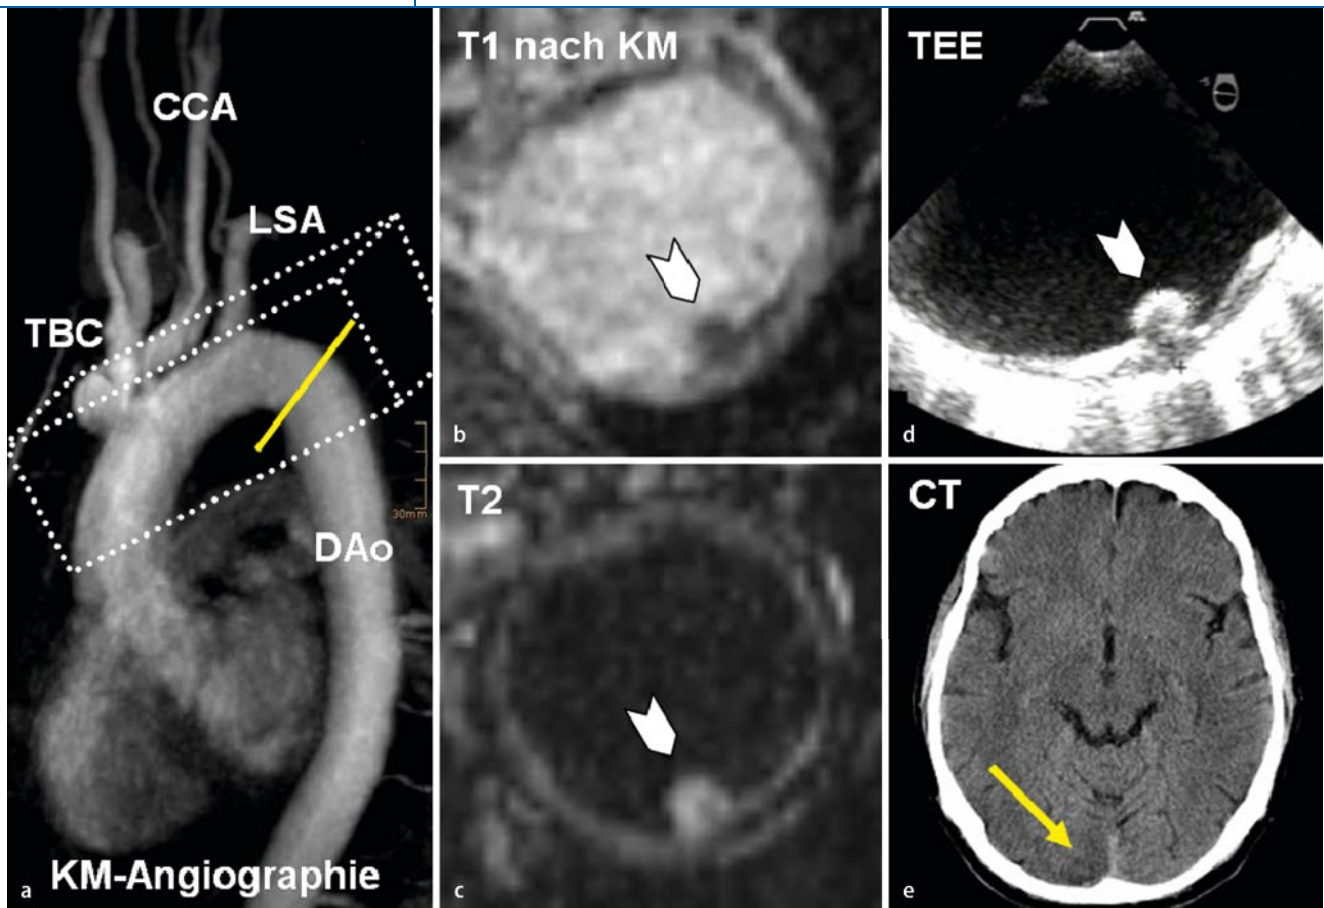 CCA
LSA
TBC
30mm
DAo
KM-Angiographie
a
T1 nach KM
b
T2
c
TEE
d
CT
e